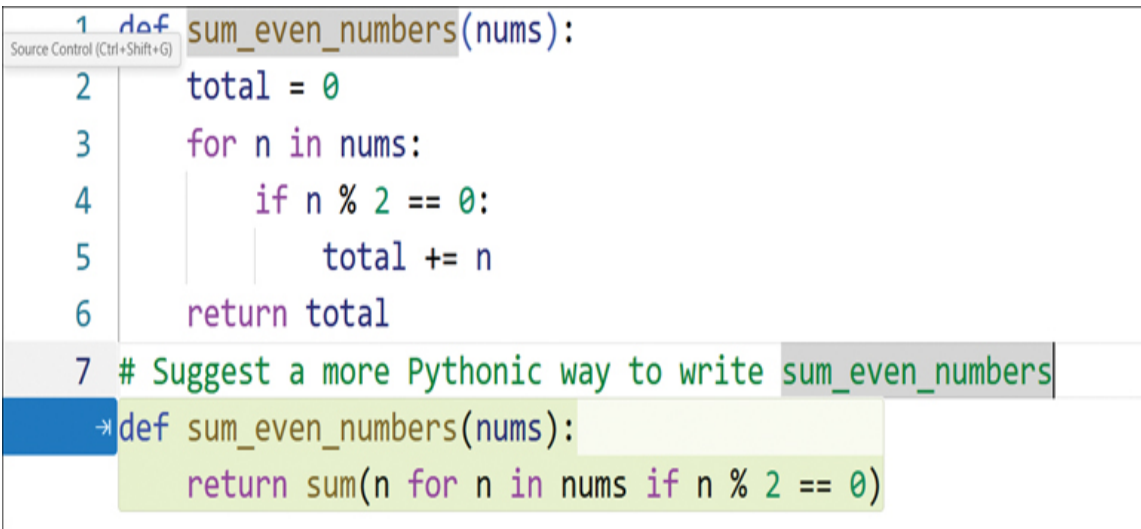 1 def sum_even_numbers(nums):
Source Control (Ctrl+Shift+G)
2     total = 0
3     for n in nums:
4         if n % 2 == 0:
5             total += n
6     return total
7 # Suggest a more Pythonic way to write sum_even_numbers
def sum_even_numbers(nums):
    return sum(n for n in nums if n % 2 == 0)